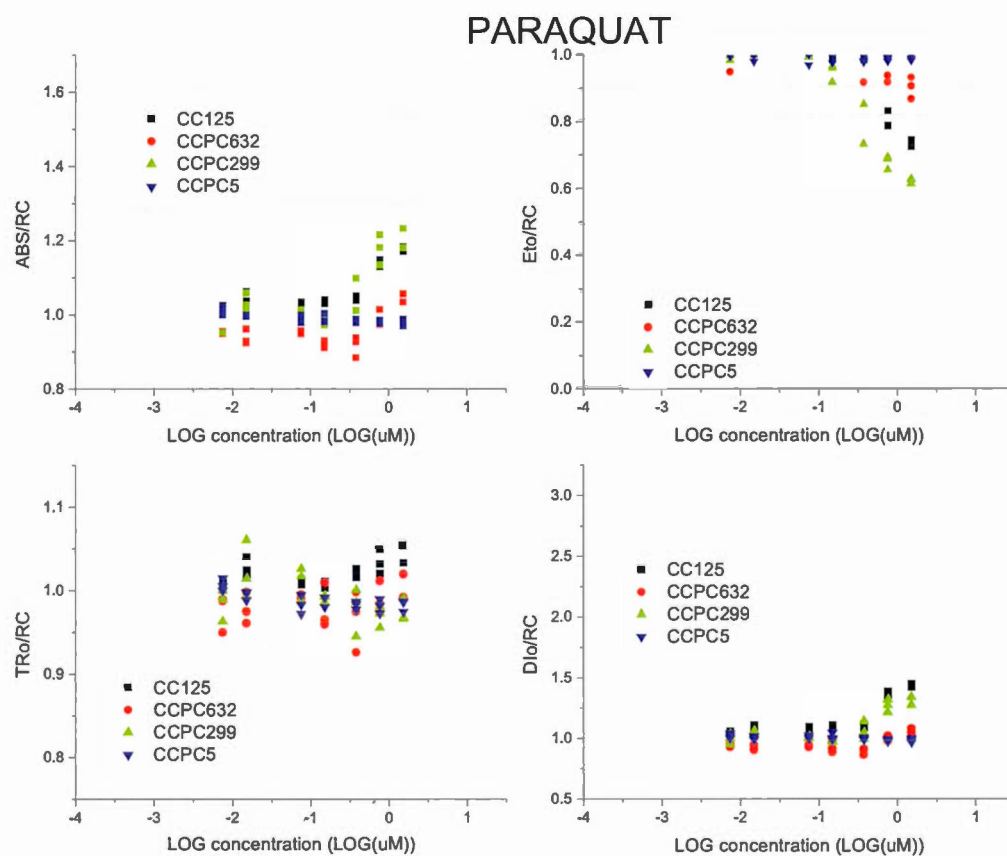 PARAQUAT
1.6
1.4
1.2
1.0
0.8
ABS/RC
CC125
CCPC632
CCPC299
CCPC5
-4 -3 -2 -1 0 1
LOG concentration (LOG(uM))
1.0
0.8
0.6
0.4
0.2
0.0
Eto/RC
CC125
CCPC632
CCPC299
CCPC5
-4 -3 -2 -1 0 1
LOG concentration (LOG(uM))
1.1
1.0
0.9
0.8
TRo/RC
CC125
CCPC632
CCPC299
CCPC5
-4 -3 -2 -1 0 1
LOG concentration (LOG(uM))
3.0
2.5
2.0
1.5
1.0
0.5
DIo/RC
CC125
CCPC632
CCPC299
CCPC5
-4 -3 -2 -1 0 1
LOG concentration (LOG(uM))